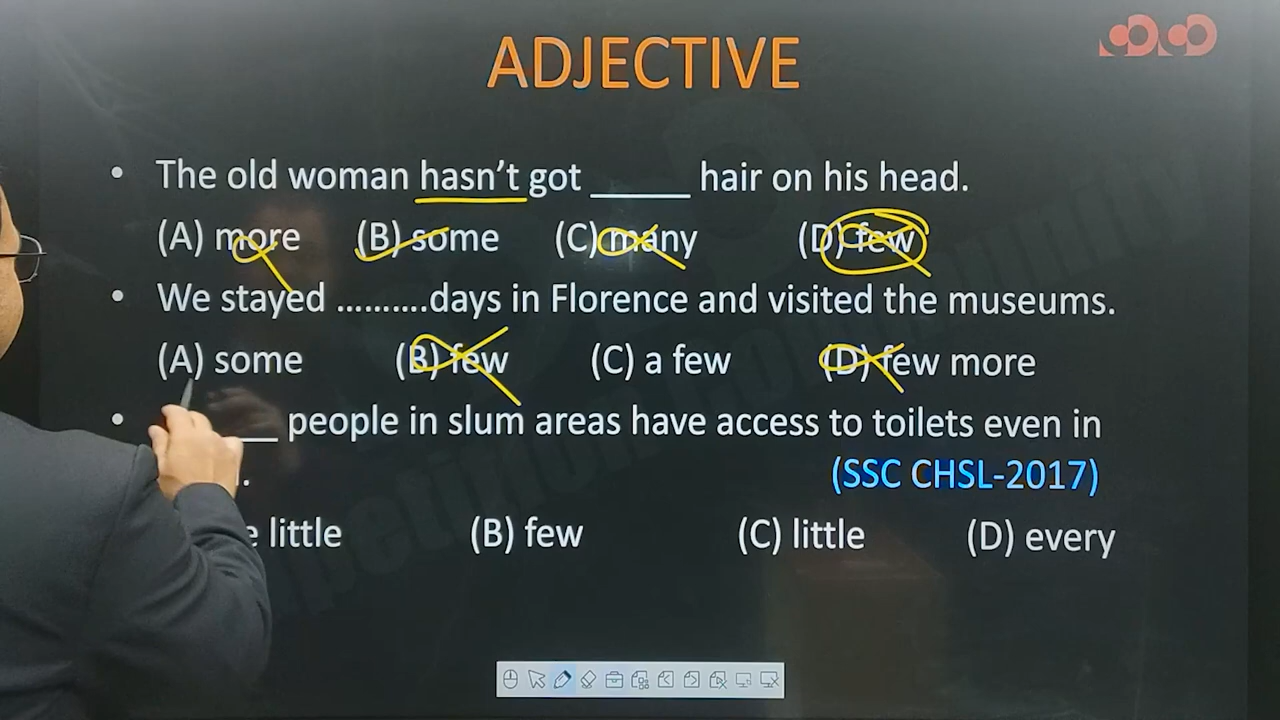 ADJECTIVE
• The old woman hasn't got ______ hair on his head.
(A) more (B) some (C) many (D) few
• We stayed ..........days in Florence and visited the museums.
(A) some (B) few (C) a few (D) few more
• ___ people in slum areas have access to toilets even in
.
(SSC CHSL-2017)
little (B) few (C) little (D) every